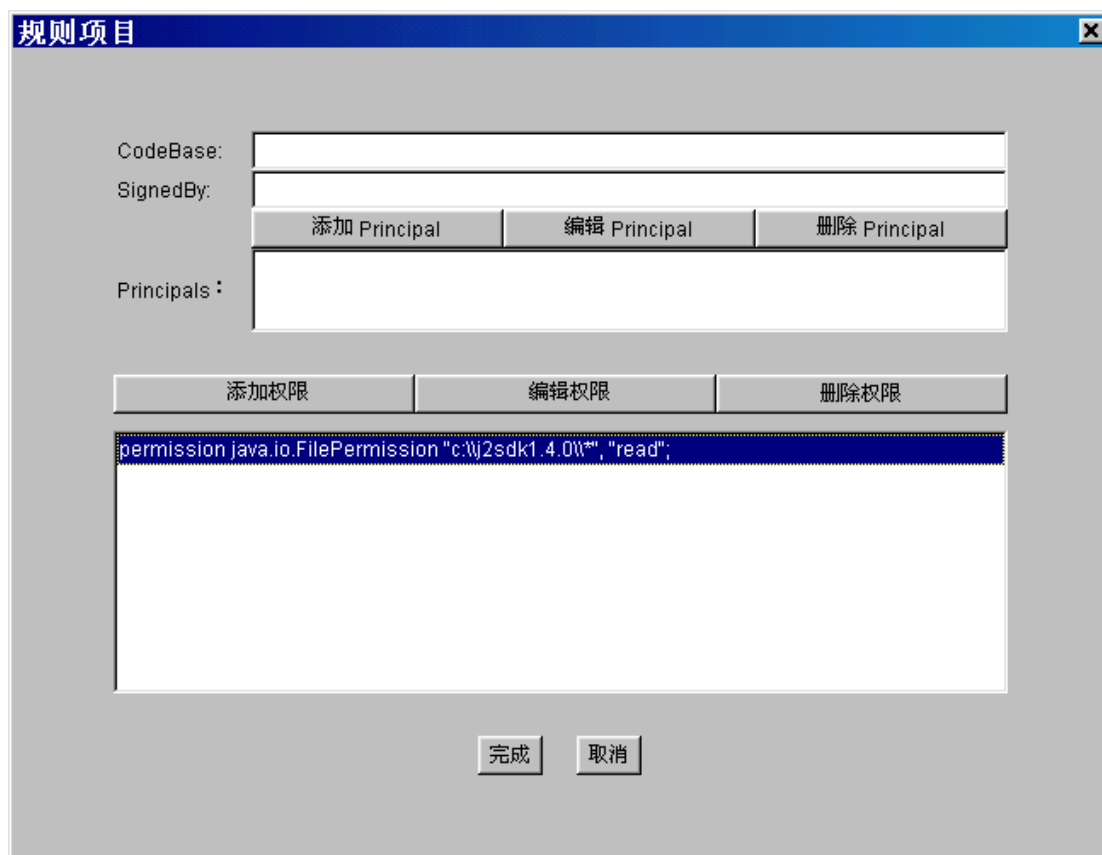 规则项目
CodeBase:
SignedBy:
添加 Principal 编辑 Principal 删除 Principal
Principals：
添加权限 编辑权限 删除权限
permission java.io.FilePermission "c:\\j2sdk1.4.0\\*", "read";
完成 取消